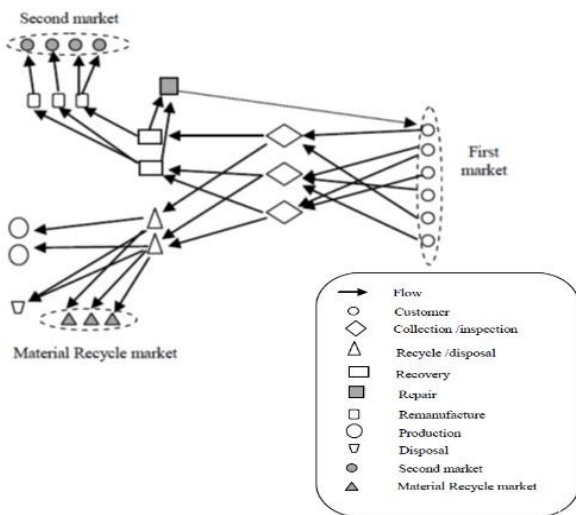 Second market
First
market
Material Recycle market
Flow
Customer
Collection /inspection
Recycle /disposal
Recovery
Repair
Remanufacture
Production
Disposal
Second market
Material Recycle market